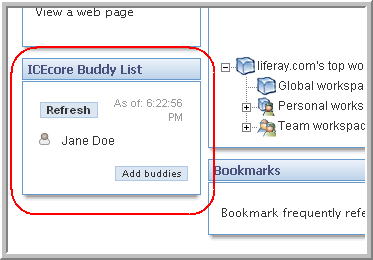 View a web page
ICEcore Buddy List
Refresh
As of: 6:22:56
PM
Jane Doe
Add buddies
liferay.com's top wo
Global workspa
Personal works
Team workspac
Bookmarks
Bookmark frequently refe